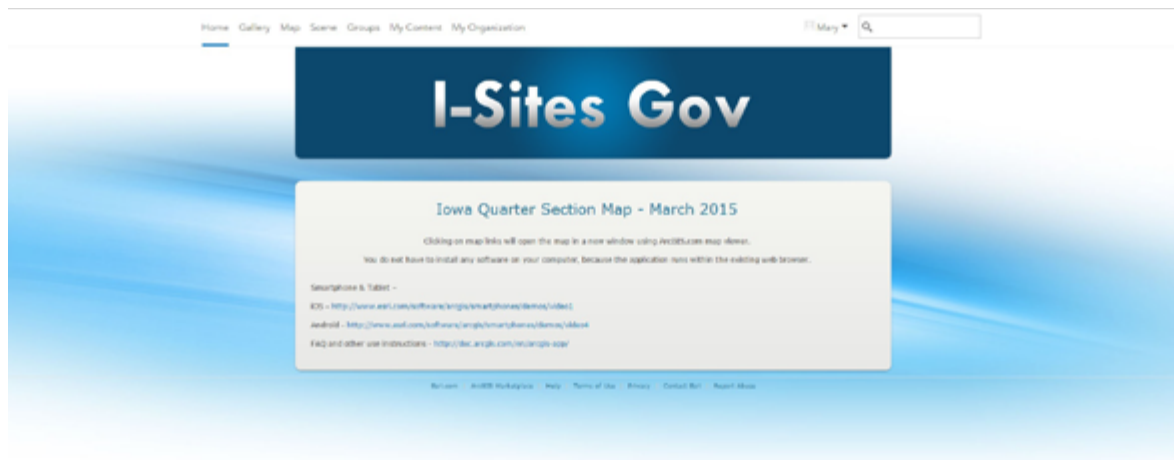 Home Gallery Map Scene Groups My Content My Organization Mary
I-Sites Gov
Iowa Quarter Section Map - March 2015
Clicking on map links will open the map in a new window using ArcGIS.com map viewer.
You do not have to install any software on your computer, because the application runs within the existing web browser.
Smartphone & Tablet -
iOS - http://www.esri.com/software/arcgis/smartphones/demos/video1
Android - http://www.esri.com/software/arcgis/smartphones/demos/video4
FAQ and other use instructions - http://doc.arcgis.com/en/arcgis-app/
Esri.com ArcGIS Marketplace Help Terms of Use Privacy Contact Esri Report Abuse